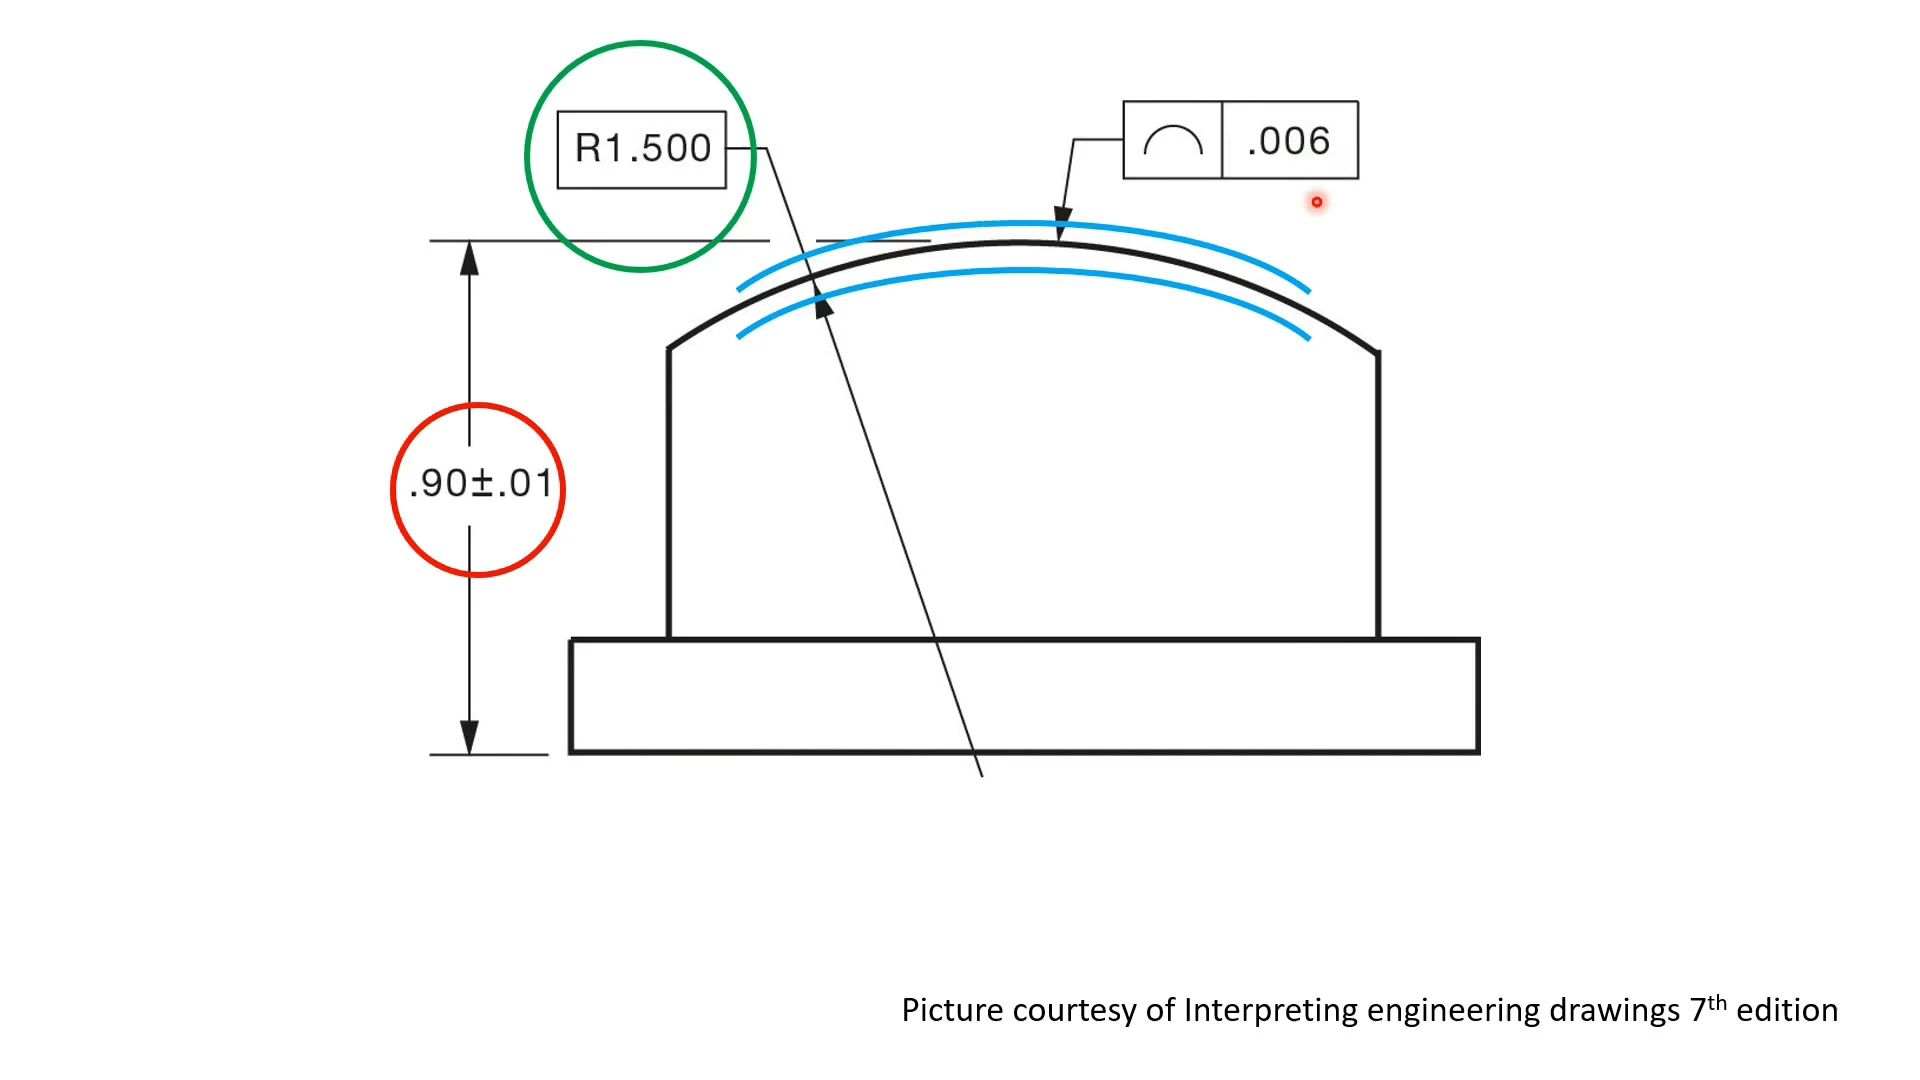 R1.500
.006
.90±.01
Picture courtesy of Interpreting engineering drawings 7th edition